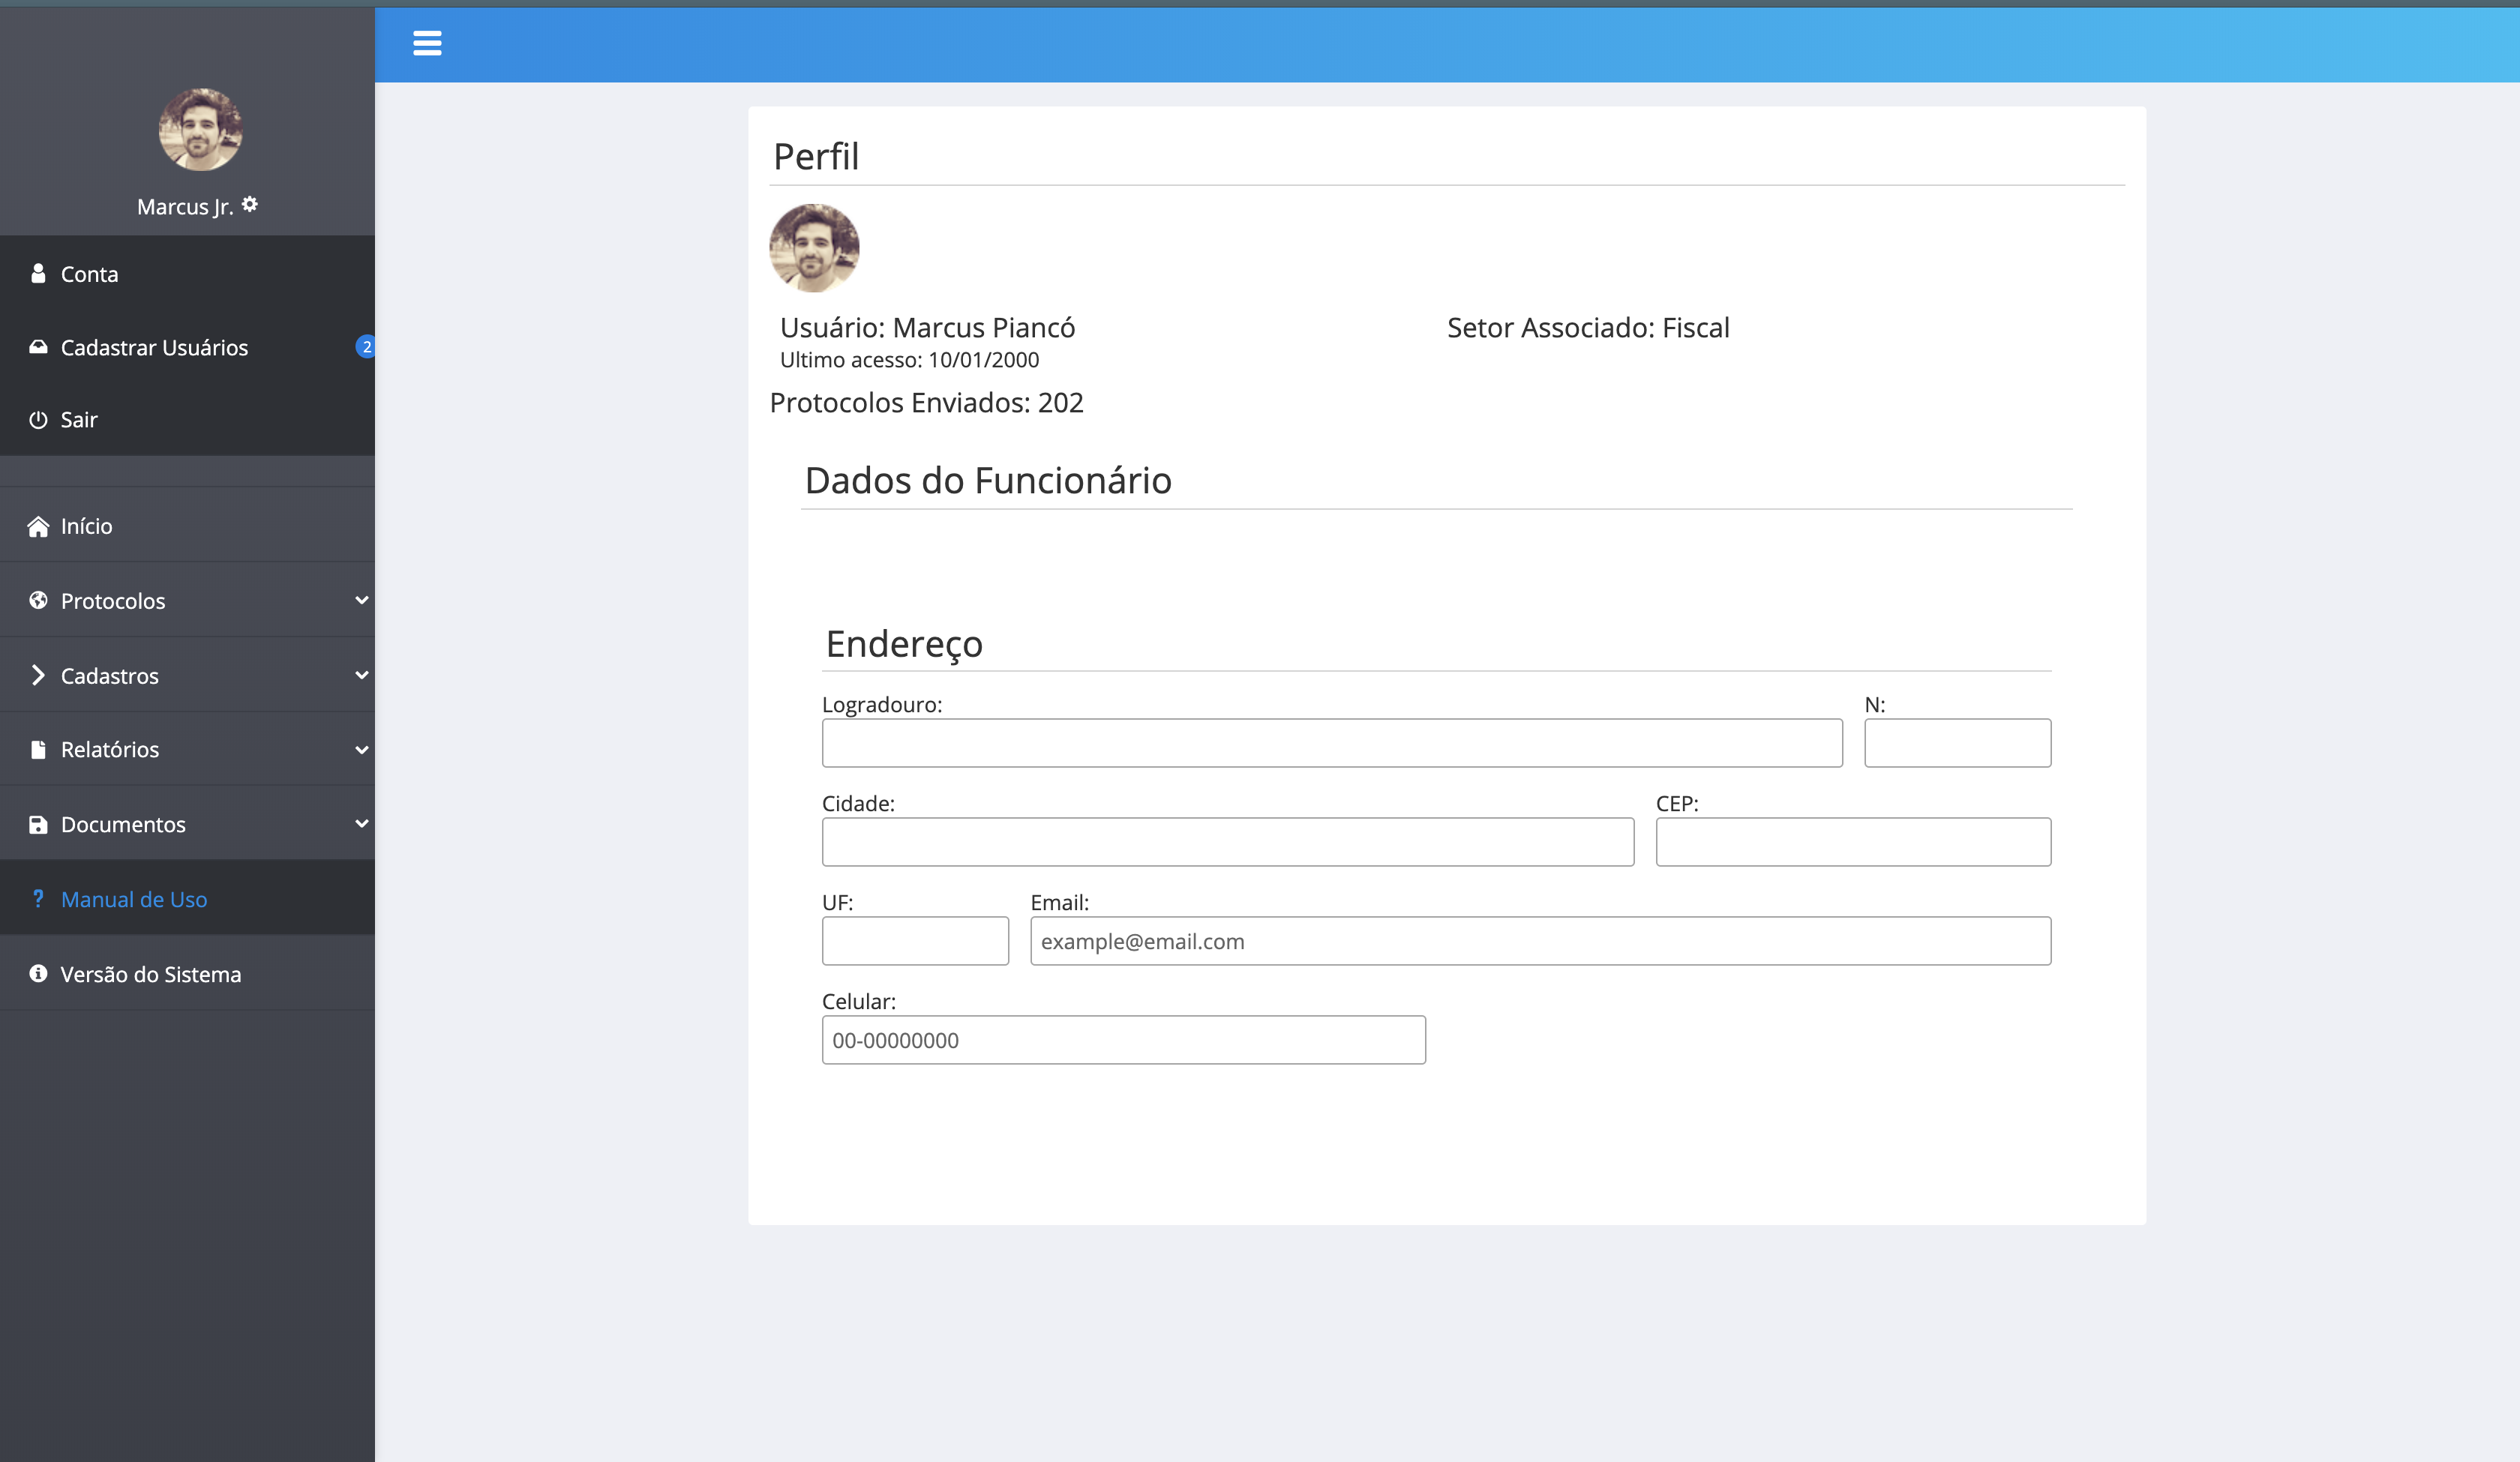 Marcus Jr.
Conta
Cadastrar Usuários 2
Sair
Início
Protocolos
Cadastros
Relatórios
Documentos
Manual de Uso
Versão do Sistema
Perfil
Usuário: Marcus Piancó Setor Associado: Fiscal
Ultimo acesso: 10/01/2000
Protocolos Enviados: 202
Dados do Funcionário
Endereço
Logradouro: N:
Cidade: CEP:
UF: Email:
example@email.com
Celular:
00-00000000